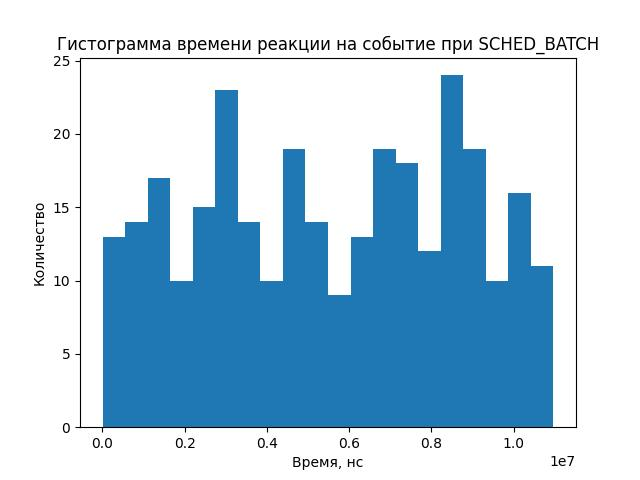 Гистограмма времени реакции на событие при SCHED_BATCH
25
20
15
10
5
0
Количество
0.0 0.2 0.4 0.6 0.8 1.0
1e7
Время, нс